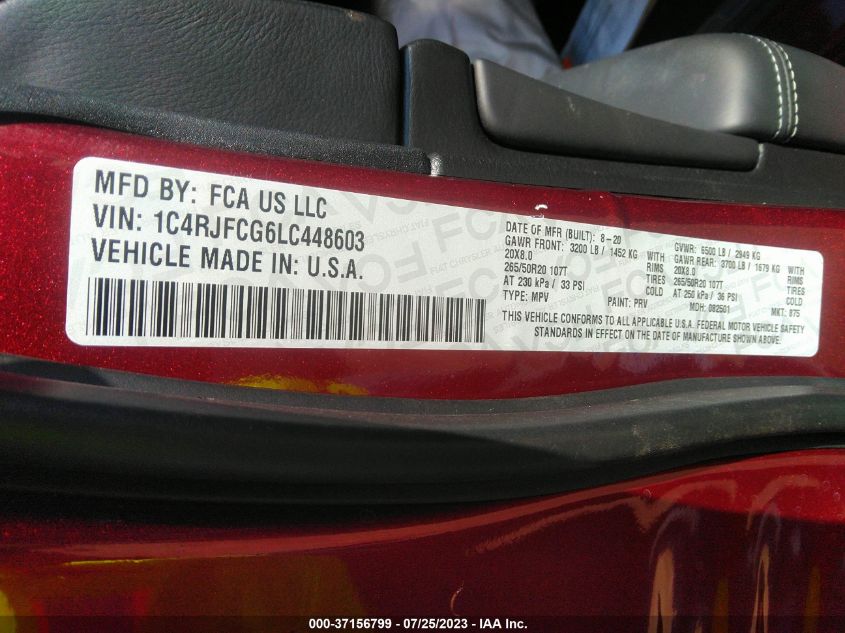 MFD BY: FCA US LLC
VIN: 1C4RJFCG6LC448603
VEHICLE MADE IN: U.S.A.
DATE OF MFR (BUILT): 8-20 GVWR: 6500 LB / 2949 KG
GAWR FRONT: 3200 LB / 1452 KG WITH GAWR REAR: 3700 LB / 1679 KG WITH
20X8.0 RIMS 20X8.0 RIMS
265/50R20 107T TIRES 265/50R20 107T TIRES
AT 230 kPa / 33 PSI COLD AT 250 kPa / 36 PSI COLD
TYPE: MPV PAINT: PRV MDH: 082501 MKT: 875
THIS VEHICLE CONFORMS TO ALL APPLICABLE U.S.A. FEDERAL MOTOR VEHICLE SAFETY
STANDARDS IN EFFECT ON THE DATE OF MANUFACTURE SHOWN ABOVE.
000-37156799 - 07/25/2023 - IAA Inc.